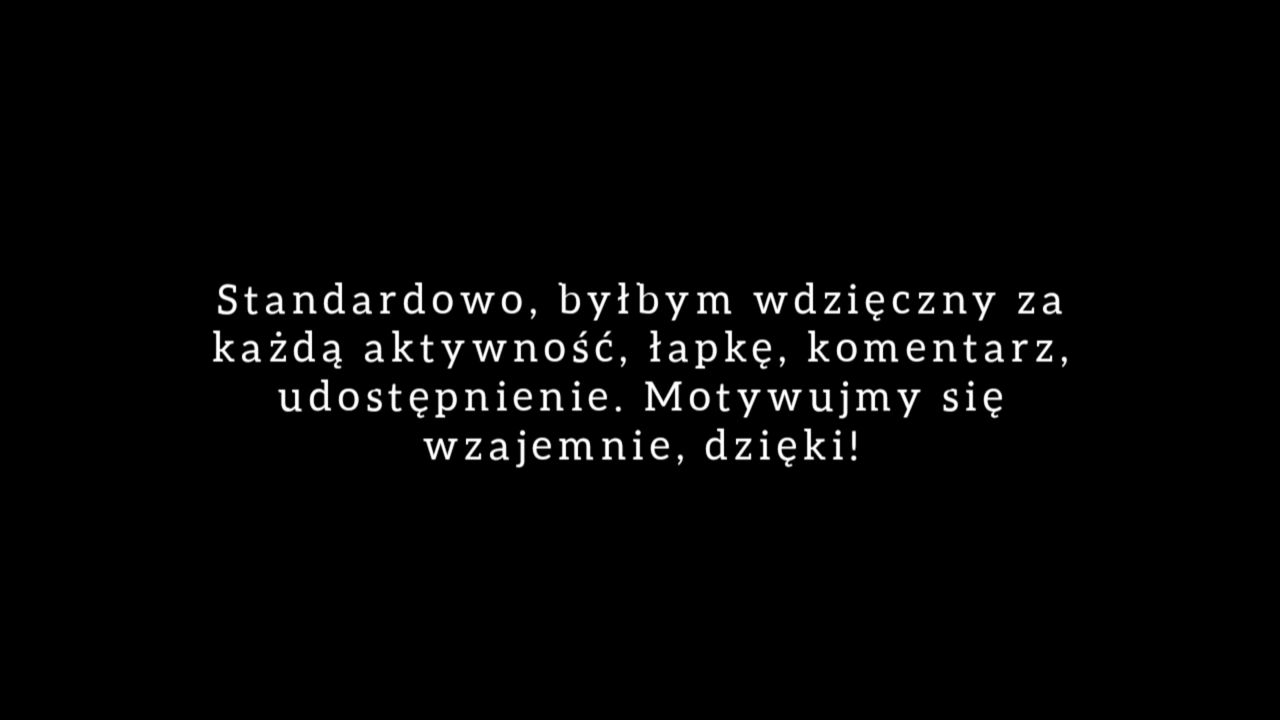 Standardowo, byłbym wdzięczny za
każdą aktywność, łapkę, komentarz,
udostępnienie. Motywujmy się
wzajemnie, dzięki!